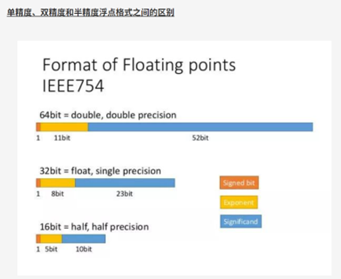 单精度、双精度和半精度浮点格式之间的区别
Format of Floating points
IEEE754
64bit = double, double precision
1 11bit 52bit
32bit = float, single precision
1 8bit 23bit
Signed bit
Exponent
Significand
16bit = half, half precision
1 5bit 10bit